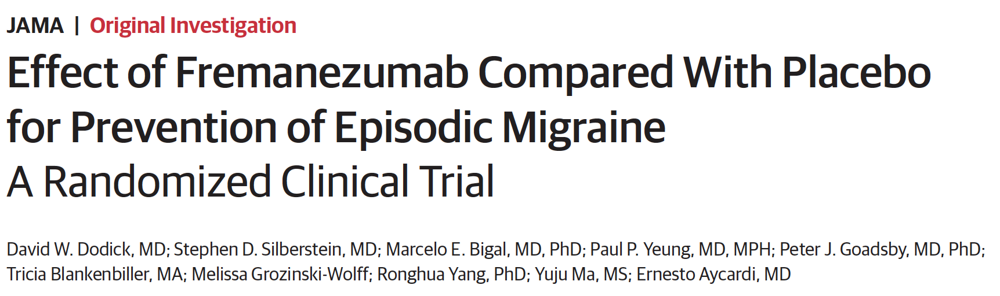 JAMA | Original Investigation
Effect of Fremanezumab Compared With Placebo
for Prevention of Episodic Migraine
A Randomized Clinical Trial
David W. Dodick, MD; Stephen D. Silberstein, MD; Marcelo E. Bigal, MD, PhD; Paul P. Yeung, MD, MPH; Peter J. Goadsby, MD, PhD;
Tricia Blankenbiller, MA; Melissa Grozinski-Wolff; Ronghua Yang, PhD; Yuju Ma, MS; Ernesto Aycardi, MD